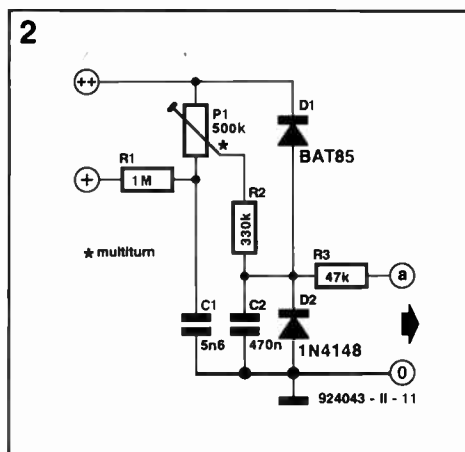 2
++
D1
P1
500k
*
BAT85
+
R1
1M
R2
330k
* multiturn
R3
47k
a
C1
5n6
C2
470n
D2
1N4148
0
924043 - II - 11